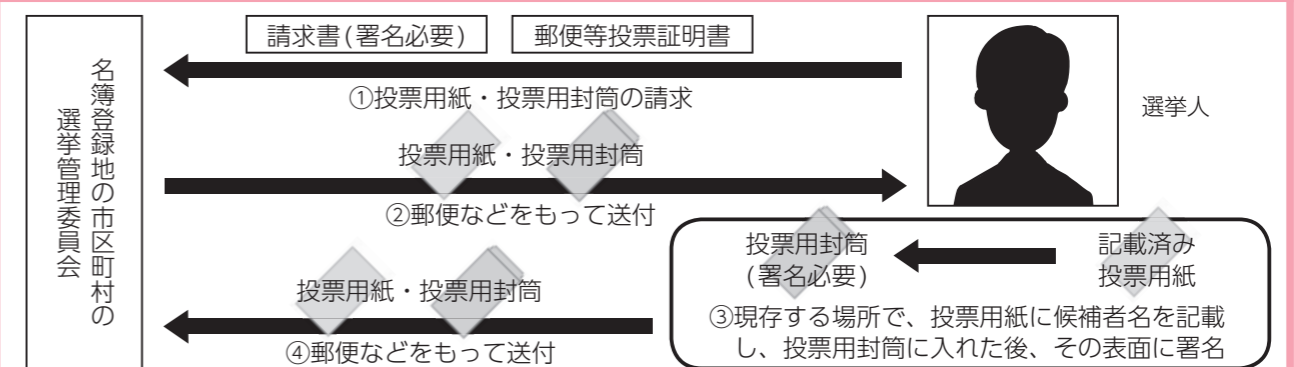 名簿登録地の市区町村の
選挙管理委員会
請求書(署名必要)
郵便等投票証明書
①投票用紙・投票用封筒の請求
選挙人
投票用紙・投票用封筒
②郵便などをもって送付
記載済み
投票用紙
投票用封筒
(署名必要)
③現存する場所で、投票用紙に候補者名を記載
し、投票用封筒に入れた後、その表面に署名
投票用紙・投票用封筒
④郵便などをもって送付